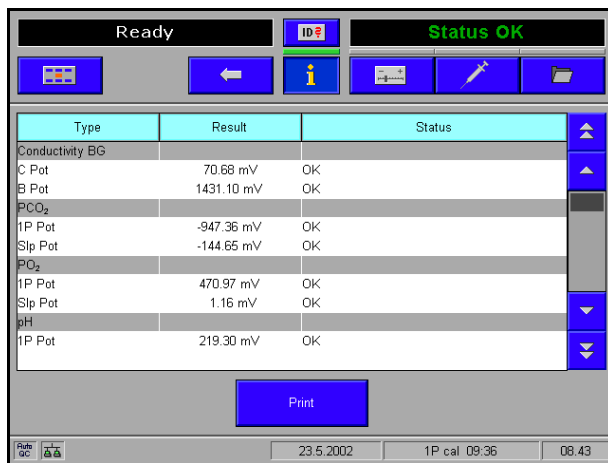 Ready
ID?
Status OK
i
Type Result Status
Conductivity BG
C Pot 70.68 mV OK
B Pot 1431.10 mV OK
PCO₂
1P Pot -947.36 mV OK
Slp Pot -144.65 mV OK
PO₂
1P Pot 470.97 mV OK
Slp Pot 1.16 mV OK
pH
1P Pot 219.30 mV OK
Print
Auto
QC
23.5.2002 1P cal 09:36 08.43